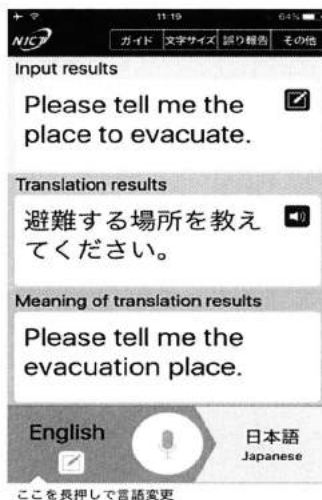 11:19
64%
NICT
ガイド 文字サイズ 誤り報告 その他
Input results
Please tell me the
place to evacuate.
Translation results
避難する場所を教え
てください。
Meaning of translation results
Please tell me the
evacuation place.
English
日本語
Japanese
ここを長押しで言語変更